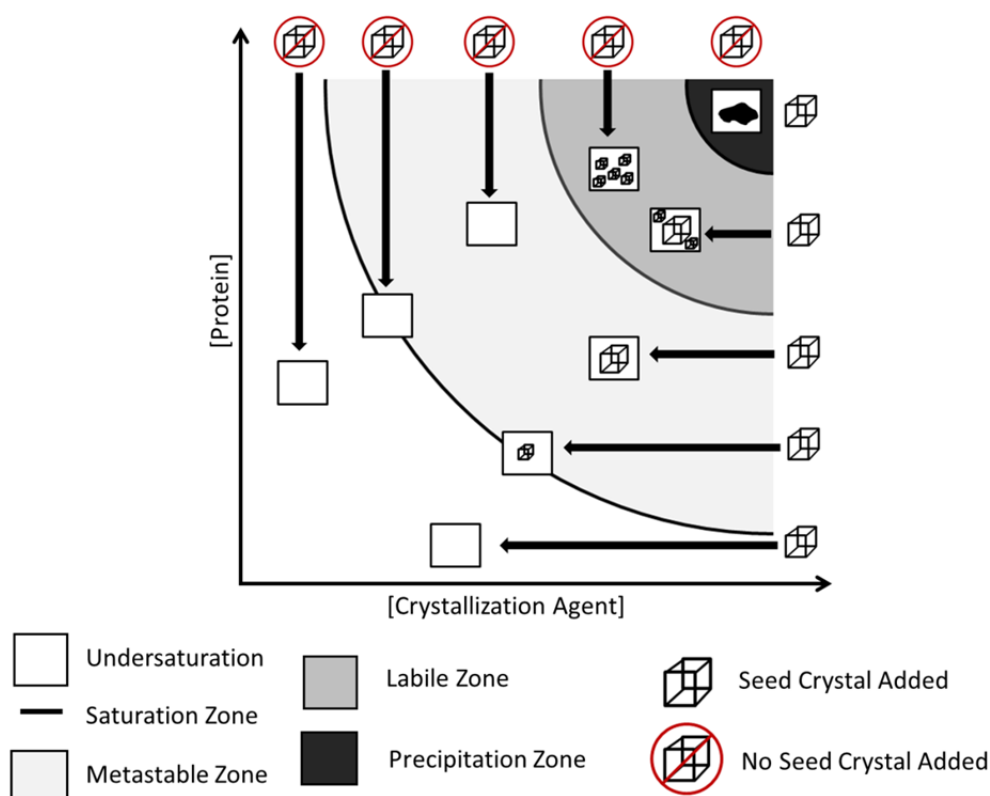 [Protein]
[Crystallization Agent]
Undersaturation
Labile Zone
Seed Crystal Added
Saturation Zone
Precipitation Zone
No Seed Crystal Added
Metastable Zone